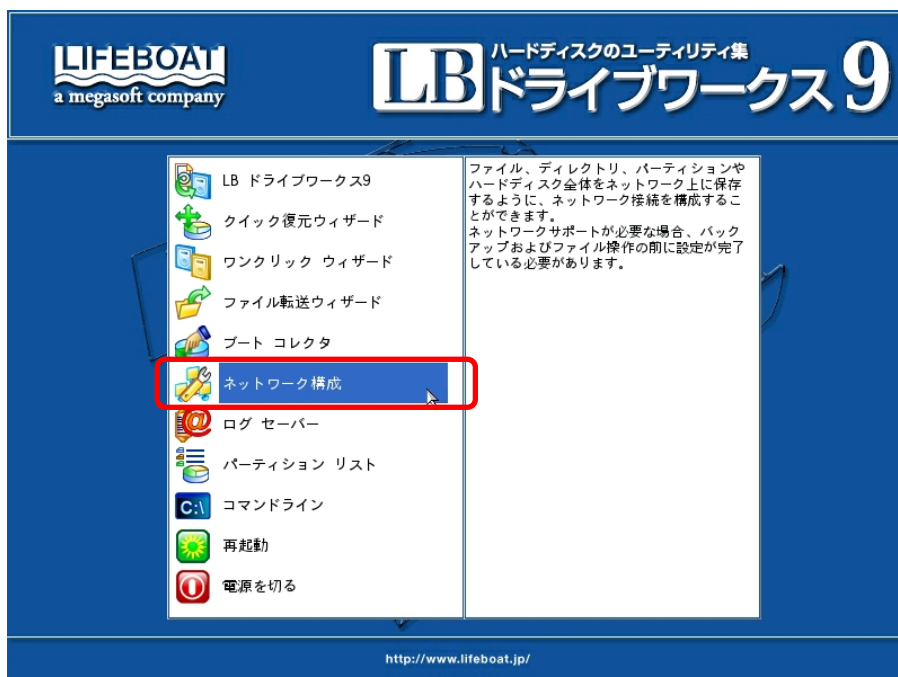 LIFEBOAT
a megasoft company
LB
ハードディスクのユーティリティ集
ドライブワークス9
LB ドライブワークス9
クイック復元ウィザード
ワンクリック ウィザード
ファイル転送ウィザード
ブート コレクタ
ネットワーク構成
ログ セーバー
パーティション リスト
C:\
コマンドライン
再起動
電源を切る
ファイル、ディレクトリ、パーティションや
ハードディスク全体をネットワーク上に保存
するように、ネットワーク接続を構成するこ
とができます。
ネットワークサポートが必要な場合、バック
アップおよびファイル操作の前に設定が完了
している必要があります。
http://www.lifeboat.jp/